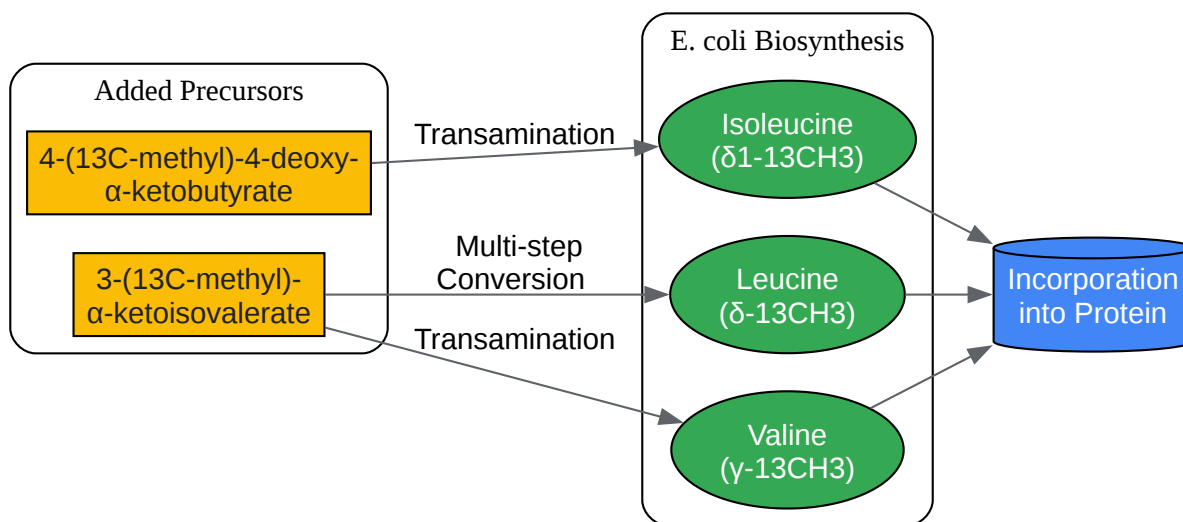 Added Precursors
4-(13C-methyl)-4-deoxy-
α-ketobutyrate
3-(13C-methyl)-
α-ketoisovalerate
Transamination
Multi-step
Conversion
Transamination
E. coli Biosynthesis
Isoleucine
(δ1-13CH3)
Leucine
(δ-13CH3)
Valine
(γ-13CH3)
Incorporation
into Protein